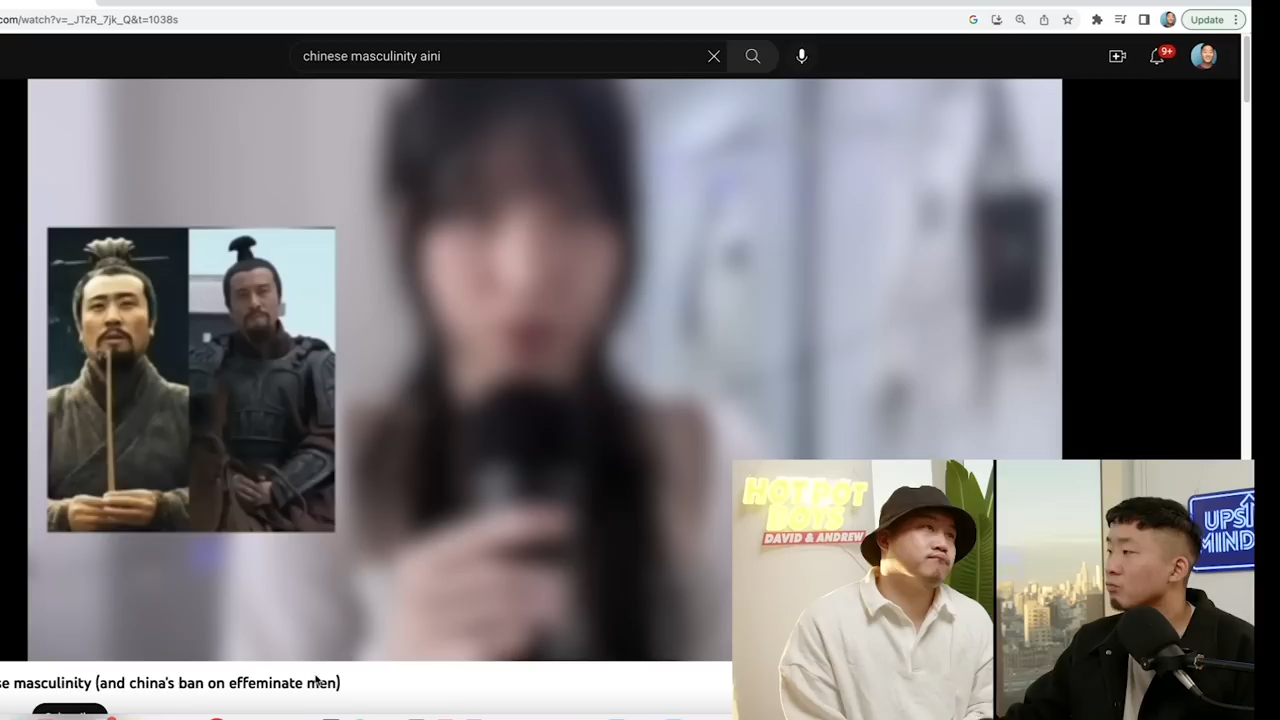 com/watch?v=_JTzR_7jk_Q&t=1038s
Update
chinese masculinity aini
9+
HOT POT
BOYS
DAVID & ANDREW
UPS
MIND
se masculinity (and china's ban on effeminate men)